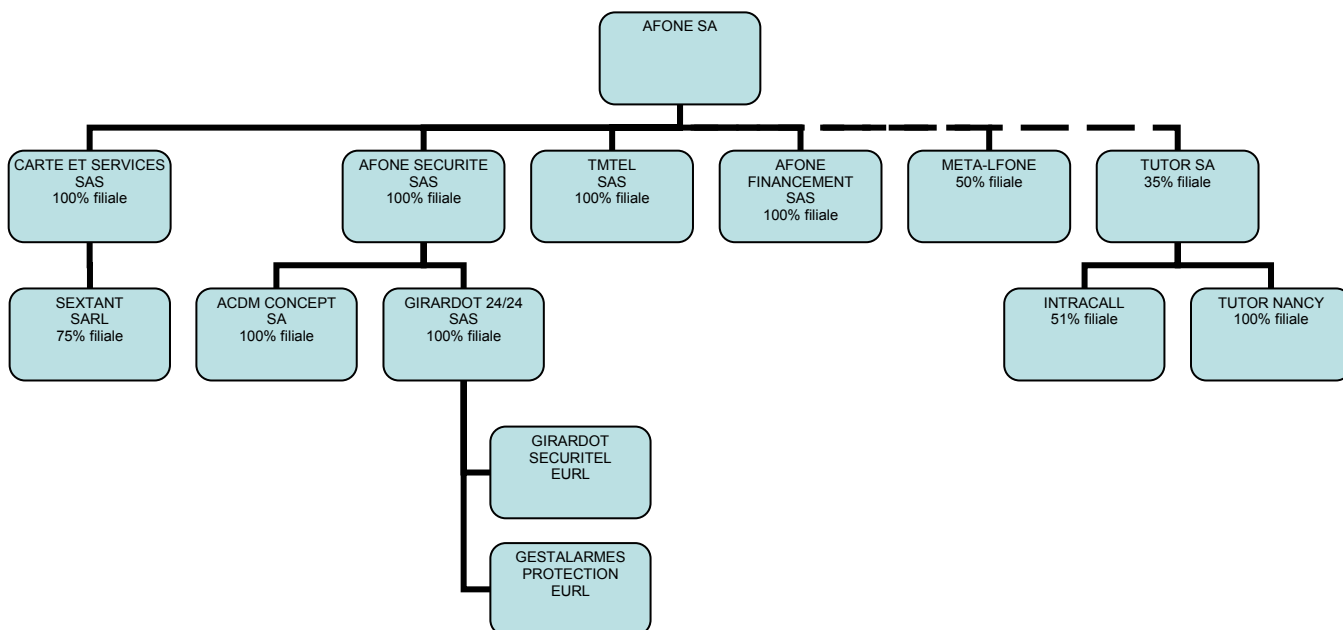 AFONE SA
CARTE ET SERVICES
SAS
100% filiale
AFONE SECURITE
SAS
100% filiale
TMTEL
SAS
100% filiale
AFONE
FINANCEMENT
SAS
100% filiale
META-LFONE
50% filiale
TUTOR SA
35% filiale
SEXTANT
SARL
75% filiale
ACDM CONCEPT
SA
100% filiale
GIRARDOT 24/24
SAS
100% filiale
INTRACALL
51% filiale
TUTOR NANCY
100% filiale
GIRARDOT
SECURITEL
EURL
GESTALARMES
PROTECTION
EURL